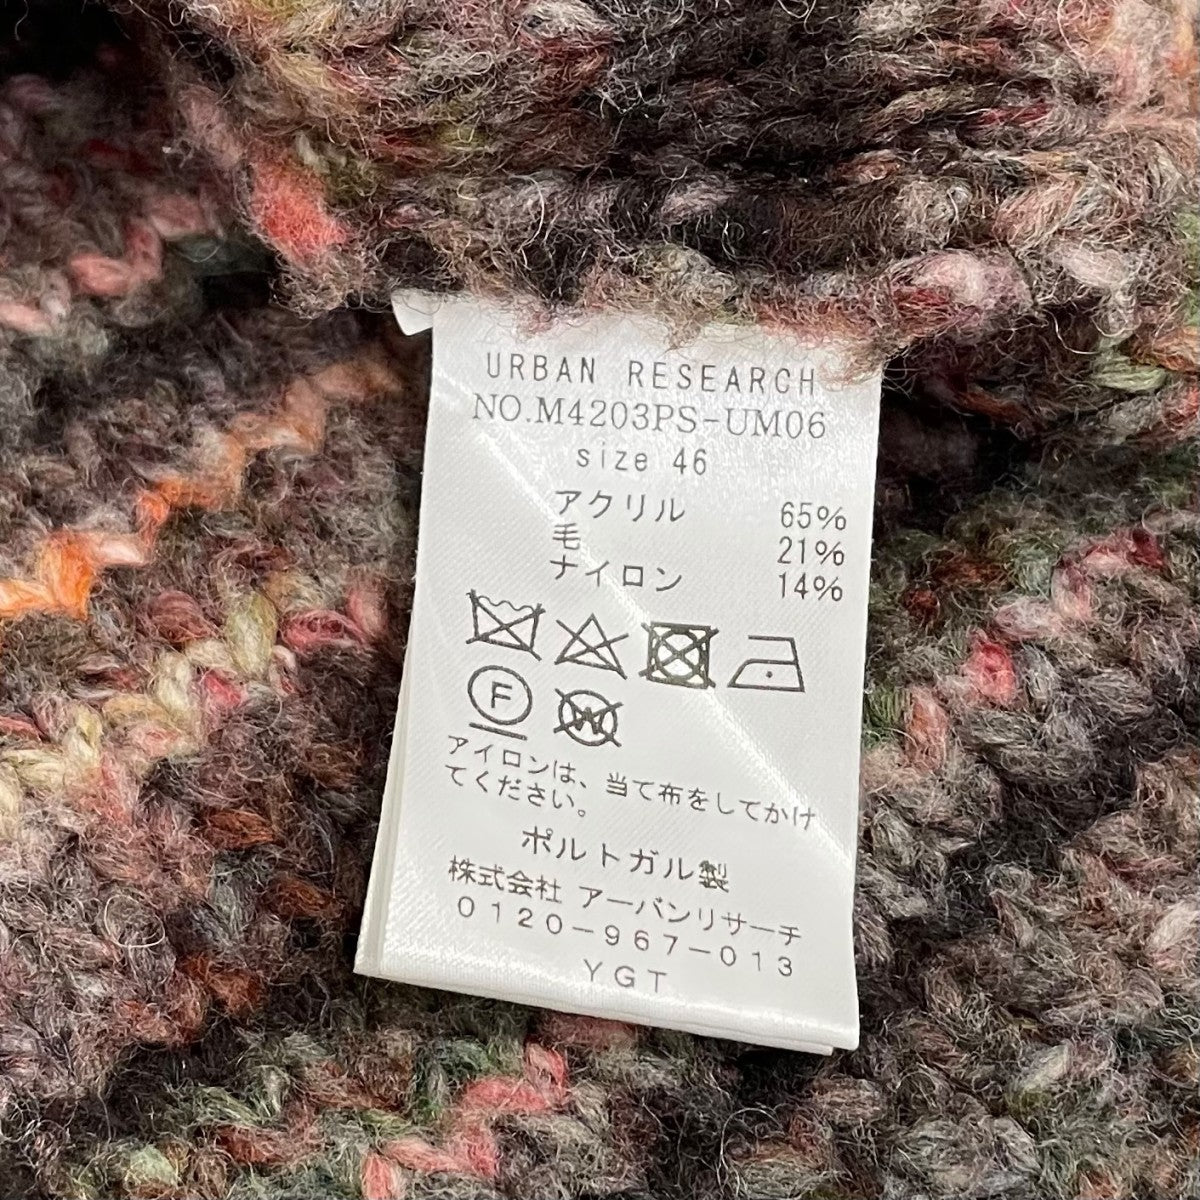 URBAN RESEARCH
NO.M4203PS-UM06
size 46
アクリル 65%
毛 21%
ナイロン 14%
F W
アイロンは、当て布をしてかけ
てください。
ポルトガル製
株式会社 アーバンリサーチ
0120-967-013
YGT